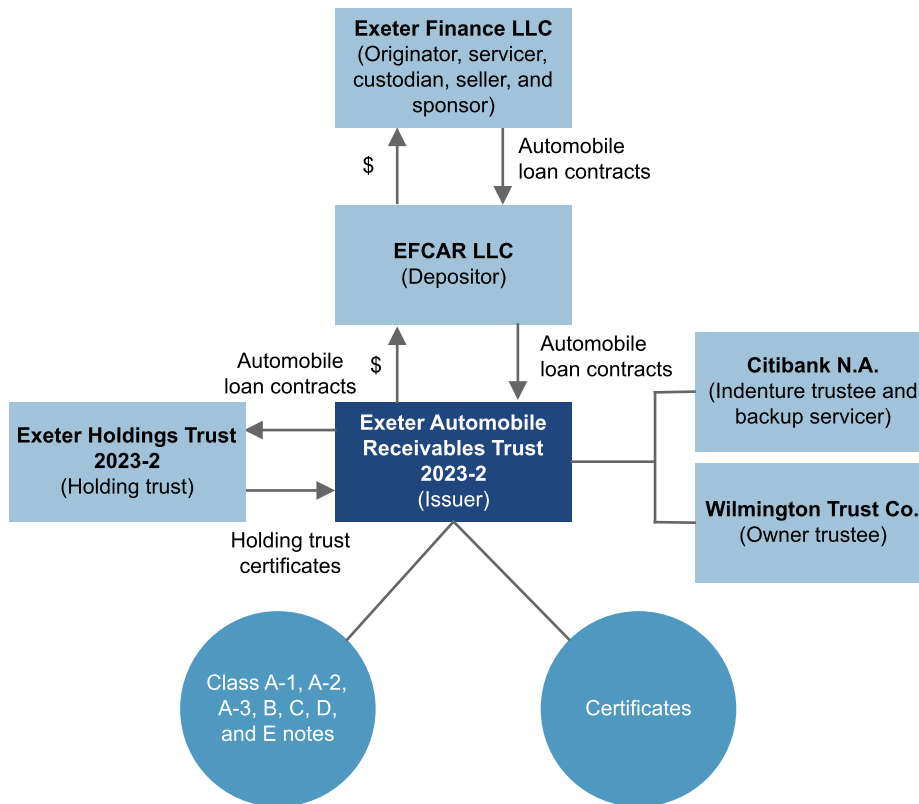 Exeter Finance LLC
(Originator, servicer,
custodian, seller, and
sponsor)
$
Automobile
loan contracts
EFCAR LLC
(Depositor)
Automobile
loan contracts
$
Automobile
loan contracts
Exeter Holdings Trust
2023-2
(Holding trust)
Exeter Automobile
Receivables Trust
2023-2
(Issuer)
Citibank N.A.
(Indenture trustee and
backup servicer)
Wilmington Trust Co.
(Owner trustee)
Holding trust
certificates
Class A-1, A-2,
A-3, B, C, D,
and E notes
Certificates